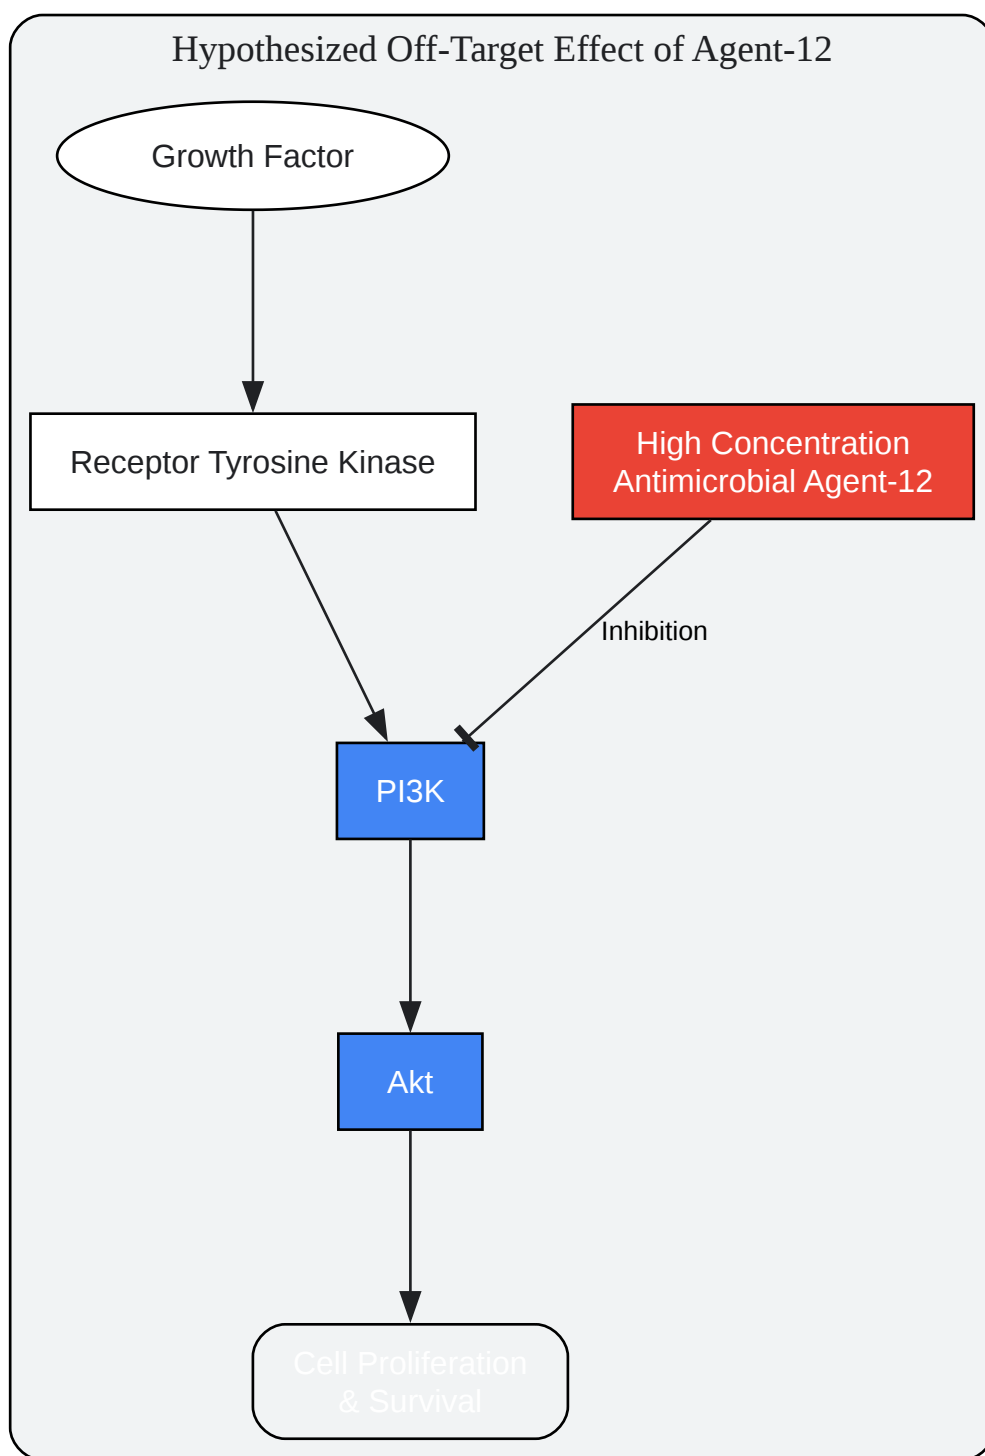 Hypothesized Off-Target Effect of Agent-12
Growth Factor
Receptor Tyrosine Kinase
High Concentration
Antimicrobial Agent-12
Inhibition
PI3K
Akt
Cell Proliferation
& Survival